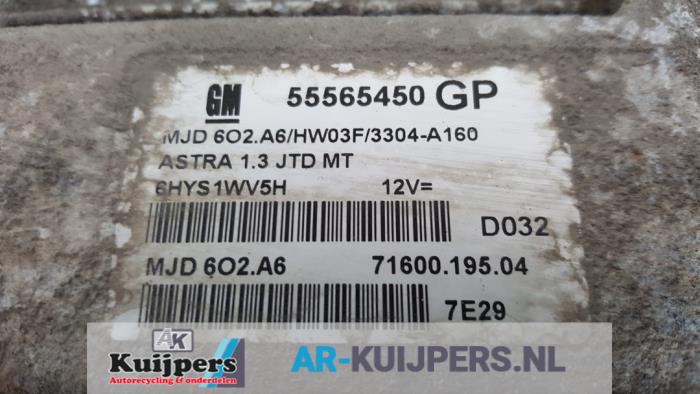 GM 55565450 GP
MJD 6O2.A6/HW03F/3304-A160
ASTRA 1.3 JTD MT
6HYS1WV5H 12V=
D032
MJD 6O2.A6 71600.195.04
7E29
AK
Kuijpers
Autorecycling & onderdelen
AR-KUIJPERS.NL